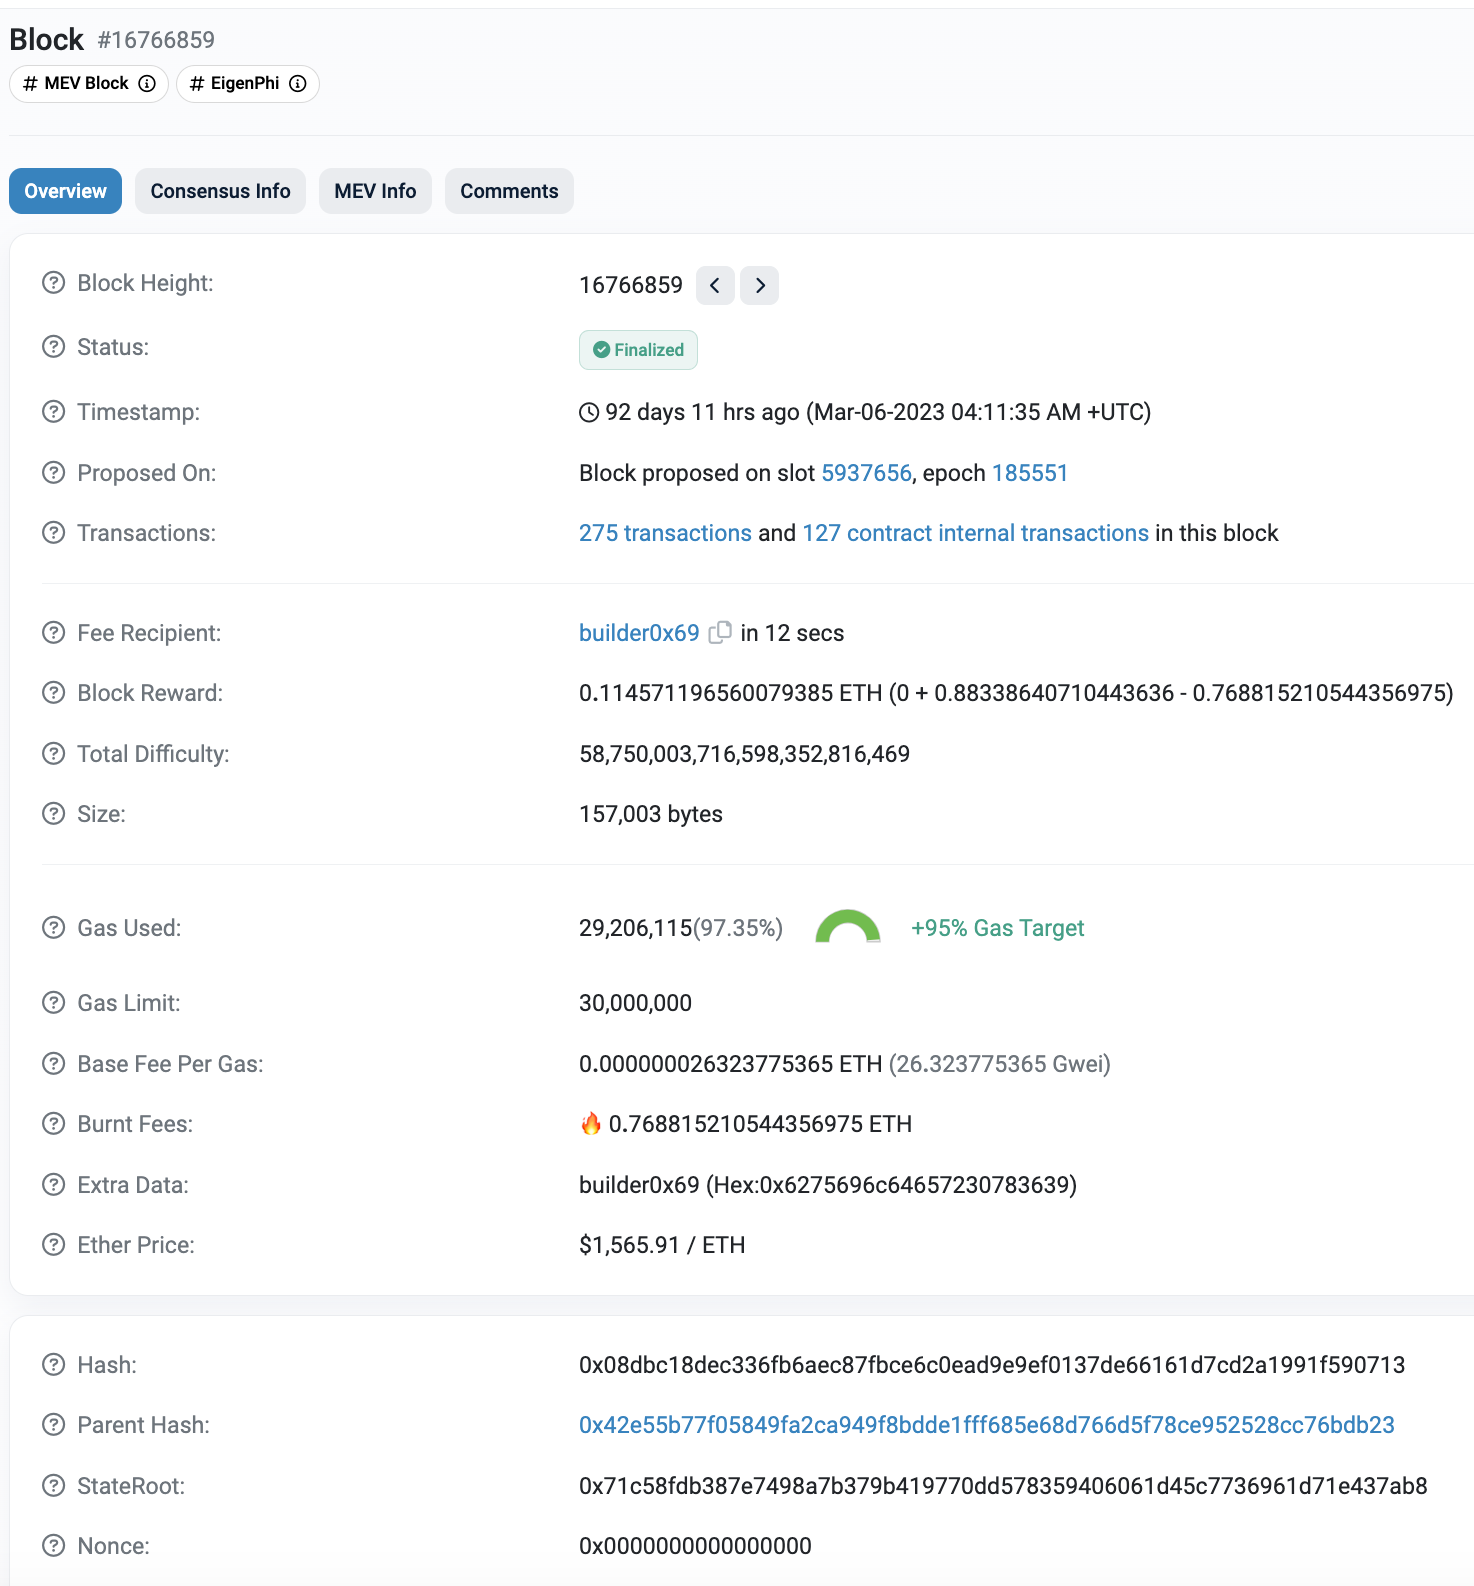 Block #16766859
# MEV Block # EigenPhi
Overview Consensus Info MEV Info Comments
Block Height: 16766859
Status: Finalized
Timestamp: 92 days 11 hrs ago (Mar-06-2023 04:11:35 AM +UTC)
Proposed On: Block proposed on slot 5937656, epoch 185551
Transactions: 275 transactions and 127 contract internal transactions in this block
Fee Recipient: builder0x69 in 12 secs
Block Reward: 0.114571196560079385 ETH (0 + 0.88338640710443636 - 0.768815210544356975)
Total Difficulty: 58,750,003,716,598,352,816,469
Size: 157,003 bytes
Gas Used: 29,206,115(97.35%) +95% Gas Target
Gas Limit: 30,000,000
Base Fee Per Gas: 0.000000026323775365 ETH (26.323775365 Gwei)
Burnt Fees: 🔥 0.768815210544356975 ETH
Extra Data: builder0x69 (Hex:0x6275696c64657230783639)
Ether Price: $1,565.91 / ETH
Hash: 0x08dbc18dec336fb6aec87fbce6c0ead9e9ef0137de66161d7cd2a1991f590713
Parent Hash: 0x42e55b77f05849fa2ca949f8bdde1fff685e68d766d5f78ce952528cc76bdb23
StateRoot: 0x71c58fdb387e7498a7b379b419770dd578359406061d45c7736961d71e437ab8
Nonce: 0x0000000000000000